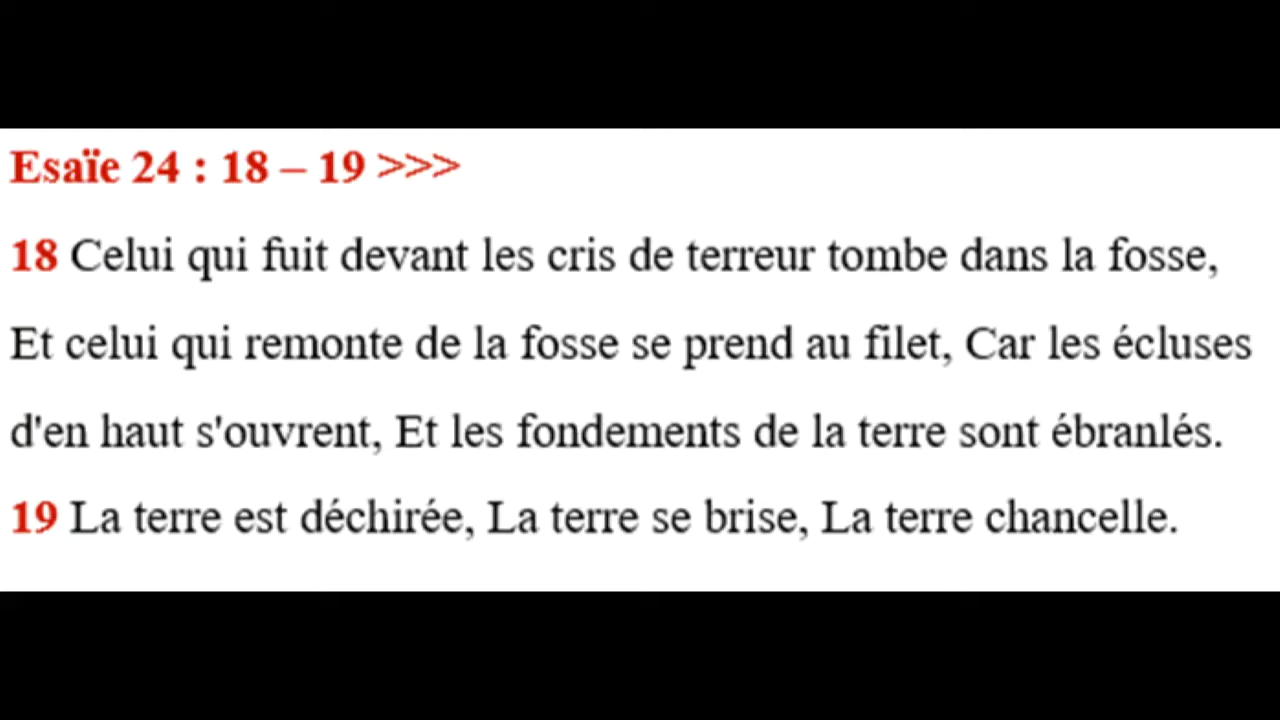 Esaïe 24 : 18 – 19 >>>
18 Celui qui fuit devant les cris de terreur tombe dans la fosse,
Et celui qui remonte de la fosse se prend au filet, Car les écluses
d'en haut s'ouvrent, Et les fondements de la terre sont ébranlés.
19 La terre est déchirée, La terre se brise, La terre chancelle.